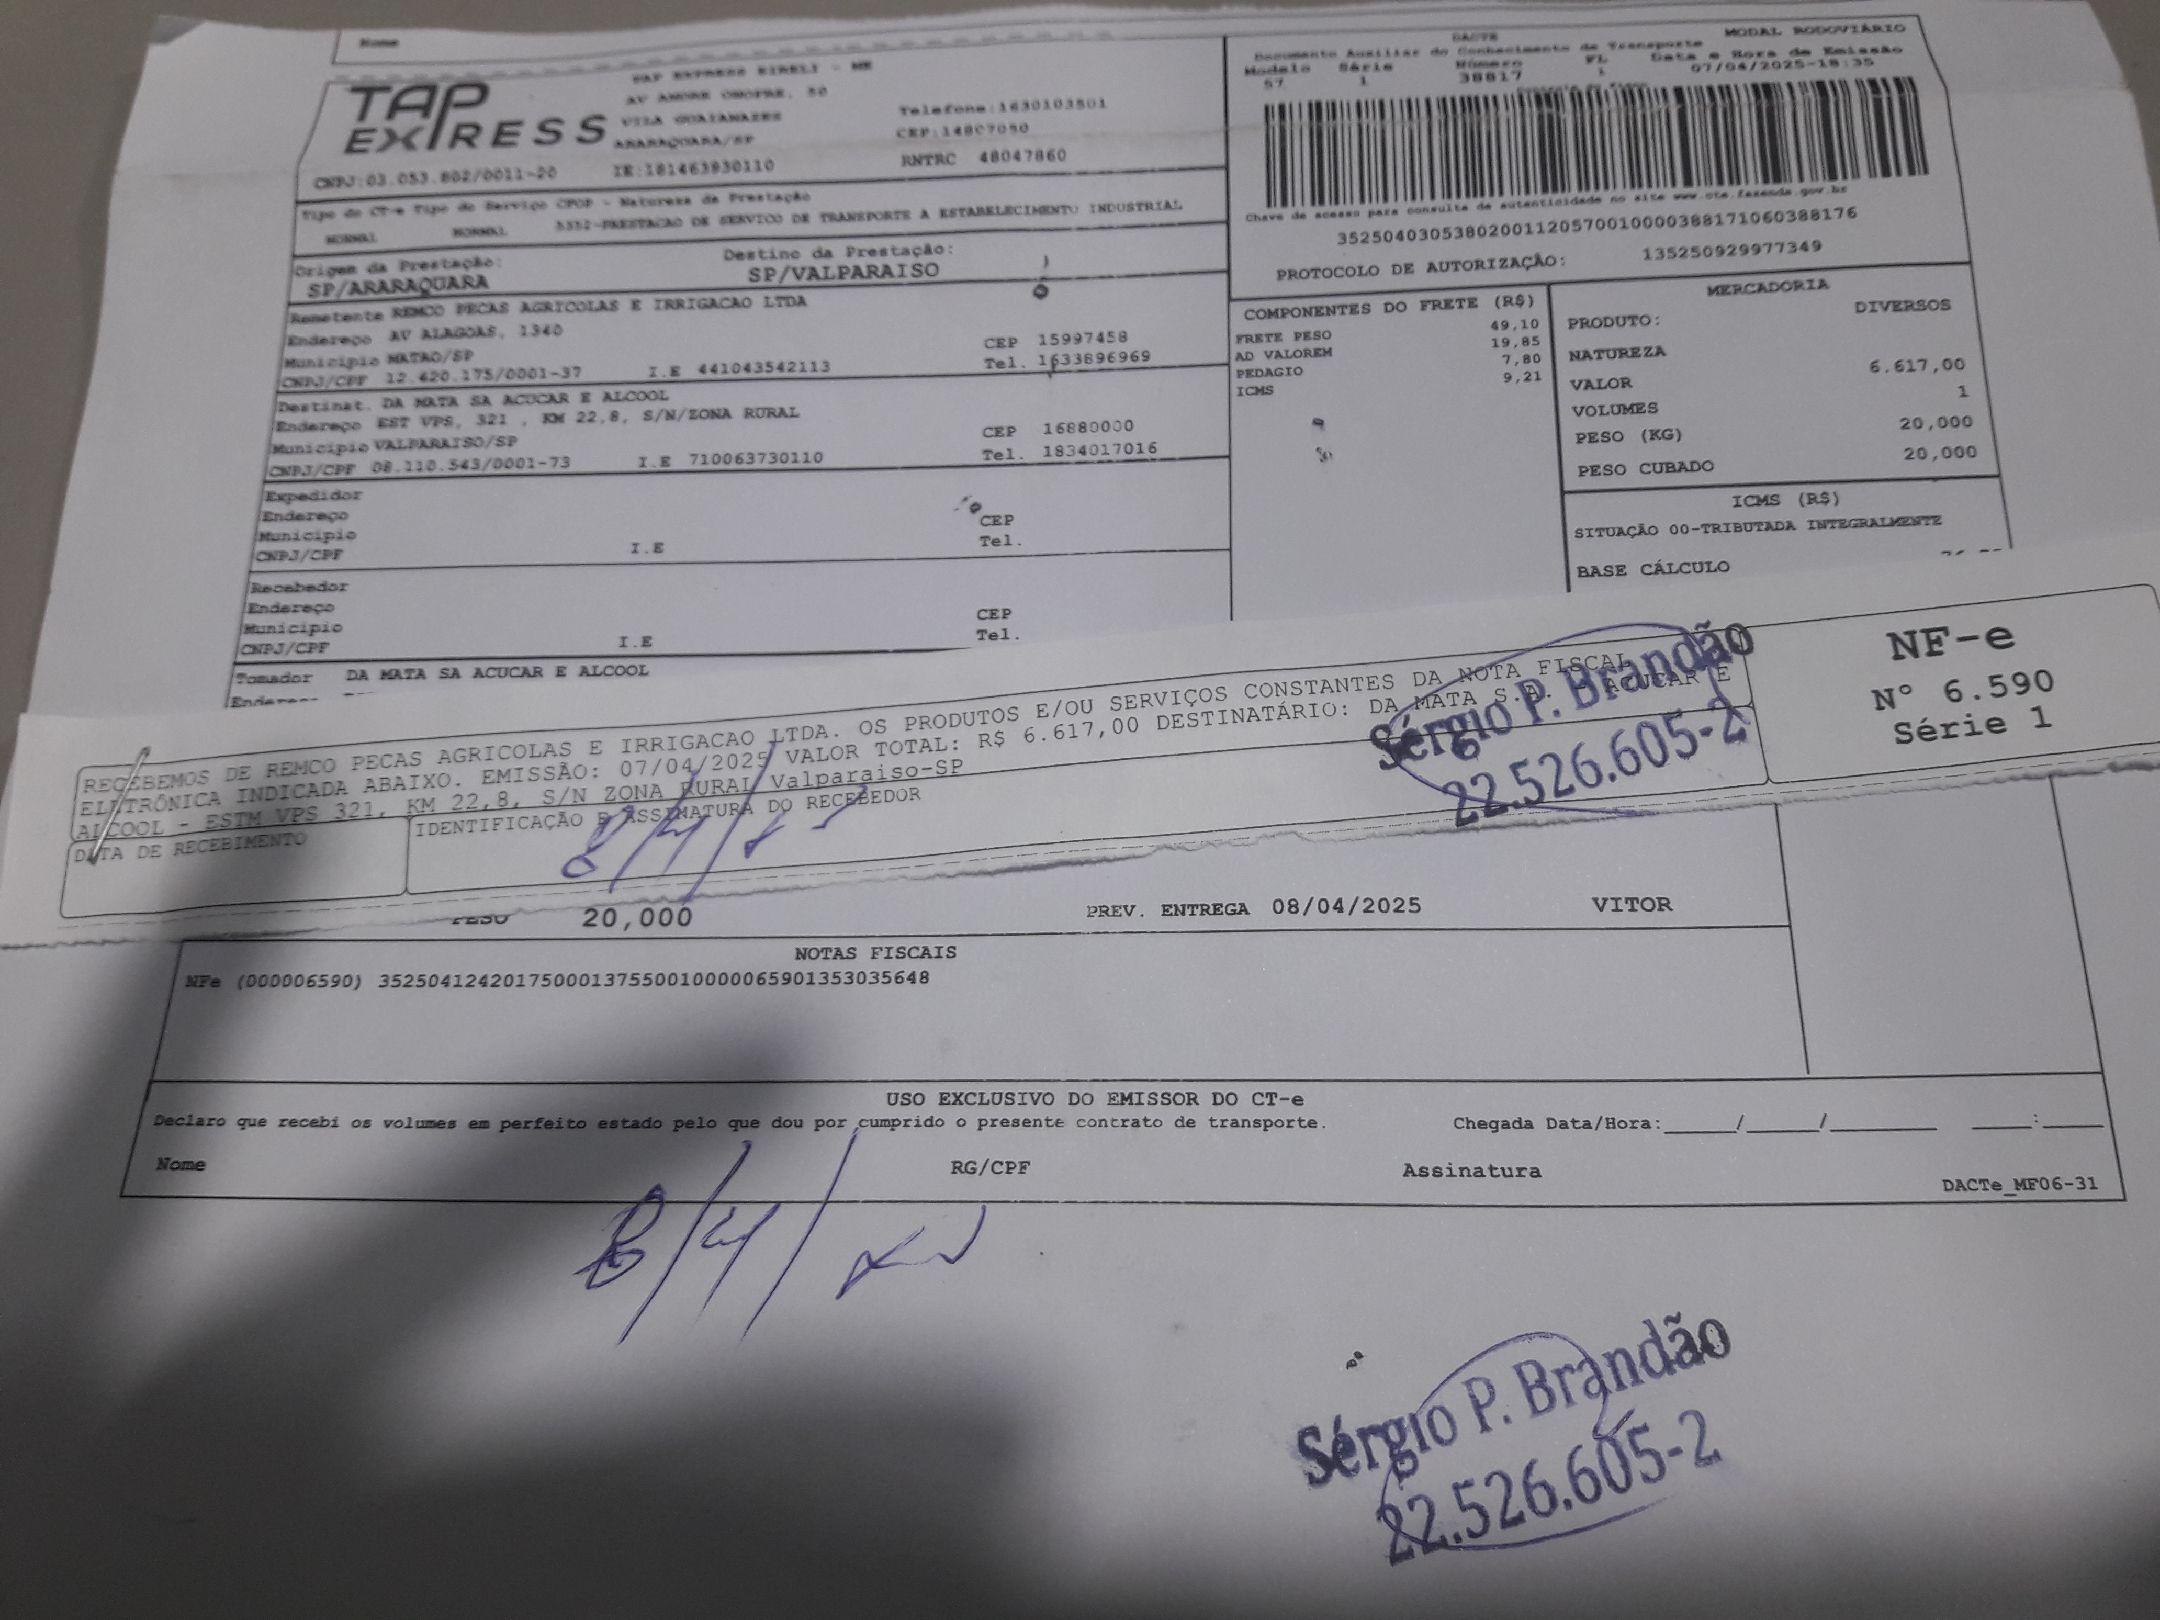 Nome
TAP EXPRESS
TAP EXPRESS EIRELI - ME
AV ANDRE ONOFRE, 50
VILA GUAIANAZES
ARARAQUARA/SP
Telefone:1630103501
CEP:14807050
CNPJ:03.053.802/0011-20 IE:181463830110 RNTRC 48047860
Tipo do CT-e Tipo do Serviço CFOP - Natureza da Prestação
NORMAL NORMAL 5352-PRESTACAO DE SERVICO DE TRANSPORTE A ESTABELECIMENTO INDUSTRIAL
Origem da Prestação: Destino da Prestação:
SP/ARARAQUARA SP/VALPARAISO
Remetente REMCO PECAS AGRICOLAS E IRRIGACAO LTDA
Endereço AV ALAGOAS, 1340
Município MATAO/SP CEP 15997458
CNPJ/CPF 12.420.175/0001-37 I.E 441043542113 Tel. 1633896969
Destinat. DA MATA SA ACUCAR E ALCOOL
Endereço EST VPS, 321 , KM 22,8, S/N/ZONA RURAL
Município VALPARAISO/SP CEP 16880000
CNPJ/CPF 08.110.543/0001-73 I.E 710063730110 Tel. 1834017016
Expedidor
Endereço
Município CEP
CNPJ/CPF I.E Tel.
Recebedor
Endereço
Município CEP
CNPJ/CPF I.E Tel.
Tomador DA MATA SA ACUCAR E ALCOOL
DACTE MODAL RODOVIÁRIO
Documento Auxiliar do Conhecimento de Transporte
Modelo Série Número FL Data e Hora de Emissão
57 1 38817 1 07/04/2025-18:35
Chave de acesso para consulta de autenticidade no site www.cte.fazenda.gov.br
35250403053802001120570010000388171060388176
PROTOCOLO DE AUTORIZAÇÃO: 135250929977349
COMPONENTES DO FRETE (R$)
FRETE PESO 49,10
AD VALOREM 19,85
PEDAGIO 7,80
ICMS 9,21
MERCADORIA
PRODUTO: DIVERSOS
NATUREZA
VALOR 6.617,00
VOLUMES 1
PESO (KG) 20,000
PESO CUBADO 20,000
ICMS (R$)
SITUAÇÃO 00-TRIBUTADA INTEGRALMENTE
BASE CÁLCULO
RECEBEMOS DE REMCO PECAS AGRICOLAS E IRRIGACAO LTDA. OS PRODUTOS E/OU SERVIÇOS CONSTANTES DA NOTA FISCAL
ELETRÔNICA INDICADA ABAIXO. EMISSÃO: 07/04/2025 VALOR TOTAL: R$ 6.617,00 DESTINATÁRIO: DA MATA S.A. - AÇUCAR E
ALCOOL - ESTM VPS 321, KM 22,8, S/N ZONA RURAL Valparaiso-SP
DATA DE RECEBIMENTO
IDENTIFICAÇÃO E ASSINATURA DO RECEBEDOR
8/4/
Sérgio P. Brandão
22.526.605-2
NF-e
N° 6.590
Série 1
PESO 20,000 PREV. ENTREGA 08/04/2025 VITOR
NOTAS FISCAIS
NFe (000006590) 35250412420175000137550010000065901353035648
USO EXCLUSIVO DO EMISSOR DO CT-e
Declaro que recebi os volumes em perfeito estado pelo que dou por cumprido o presente contrato de transporte. Chegada Data/Hora:_____/_____/_______ ____:____
Nome RG/CPF Assinatura
DACTe_MF06-31
8/4/
Sérgio P. Brandão
22.526.605-2